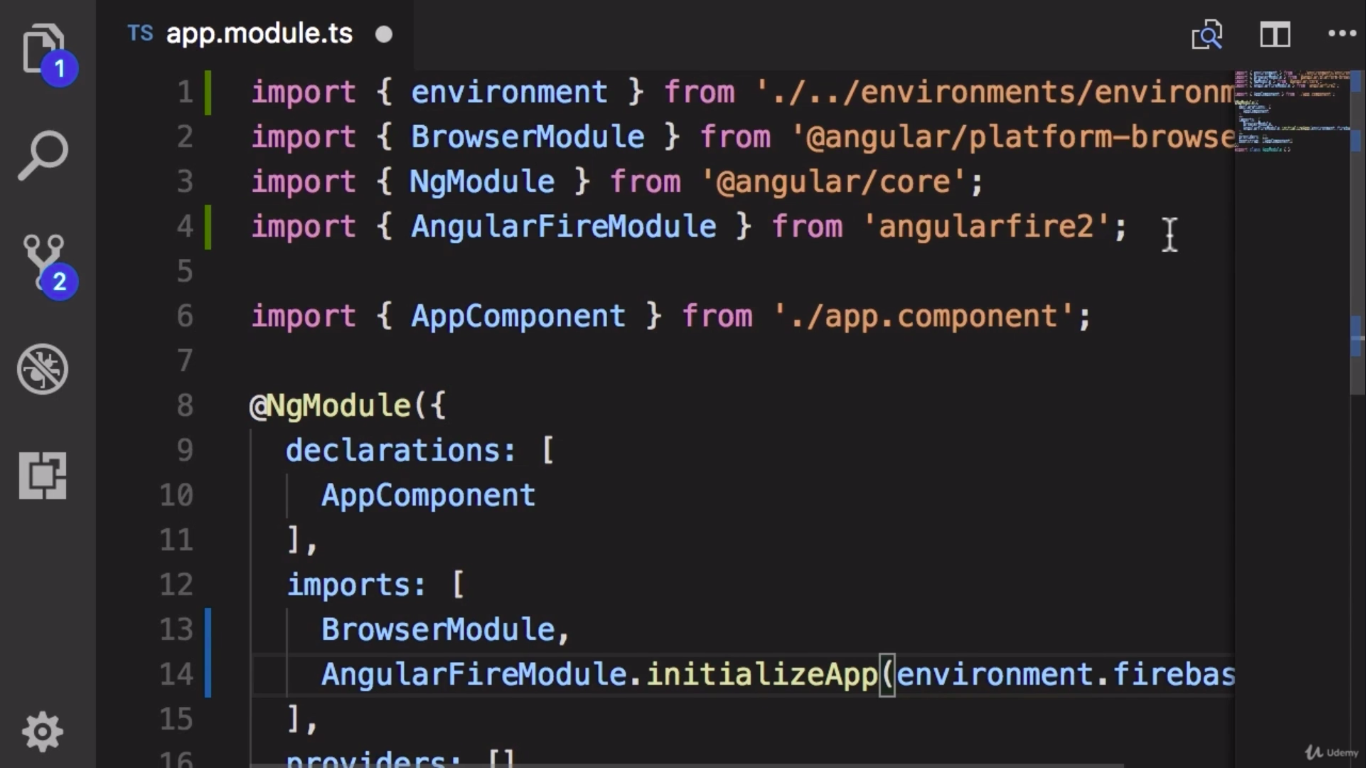 TS app.module.ts
1
1 import { environment } from './../environments/environm
2 import { BrowserModule } from '@angular/platform-browse
3 import { NgModule } from '@angular/core';
4 import { AngularFireModule } from 'angularfire2';
5
2
6 import { AppComponent } from './app.component';
7
8 @NgModule({
9 declarations: [
10 AppComponent
11 ],
12 imports: [
13 BrowserModule,
14 AngularFireModule.initializeApp(environment.firebas
15 ],
16 providers: []
Udemy